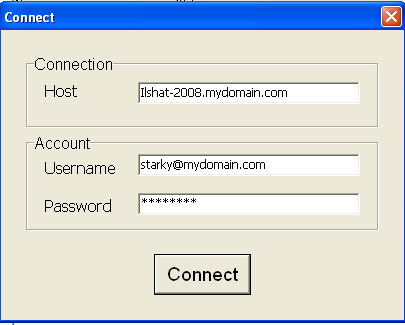 Connect
Connection
Host Ilshat-2008.mydomain.com
Account
Username starky@mydomain.com
Password ********
Connect